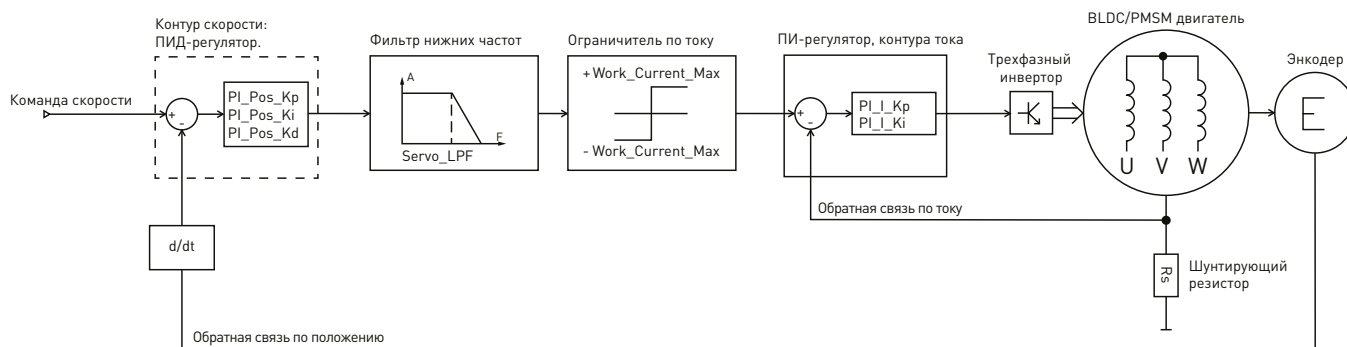 Контур скорости:
ПИД-регулятор.
Команда скорости
+
-
PI_Pos_Kp
PI_Pos_Ki
PI_Pos_Kd
d/dt
Обратная связь по положению
Фильтр нижних частот
A
F
Servo_LPF
Ограничитель по току
+Work_Current_Max
- Work_Current_Max
ПИ-регулятор, контура тока
+
-
PI_I_Kp
PI_I_Ki
Обратная связь по току
Трехфазный
инвертор
BLDC/PMSM двигатель
U V W
Энкодер
E
Rs
Шунтирующий
резистор